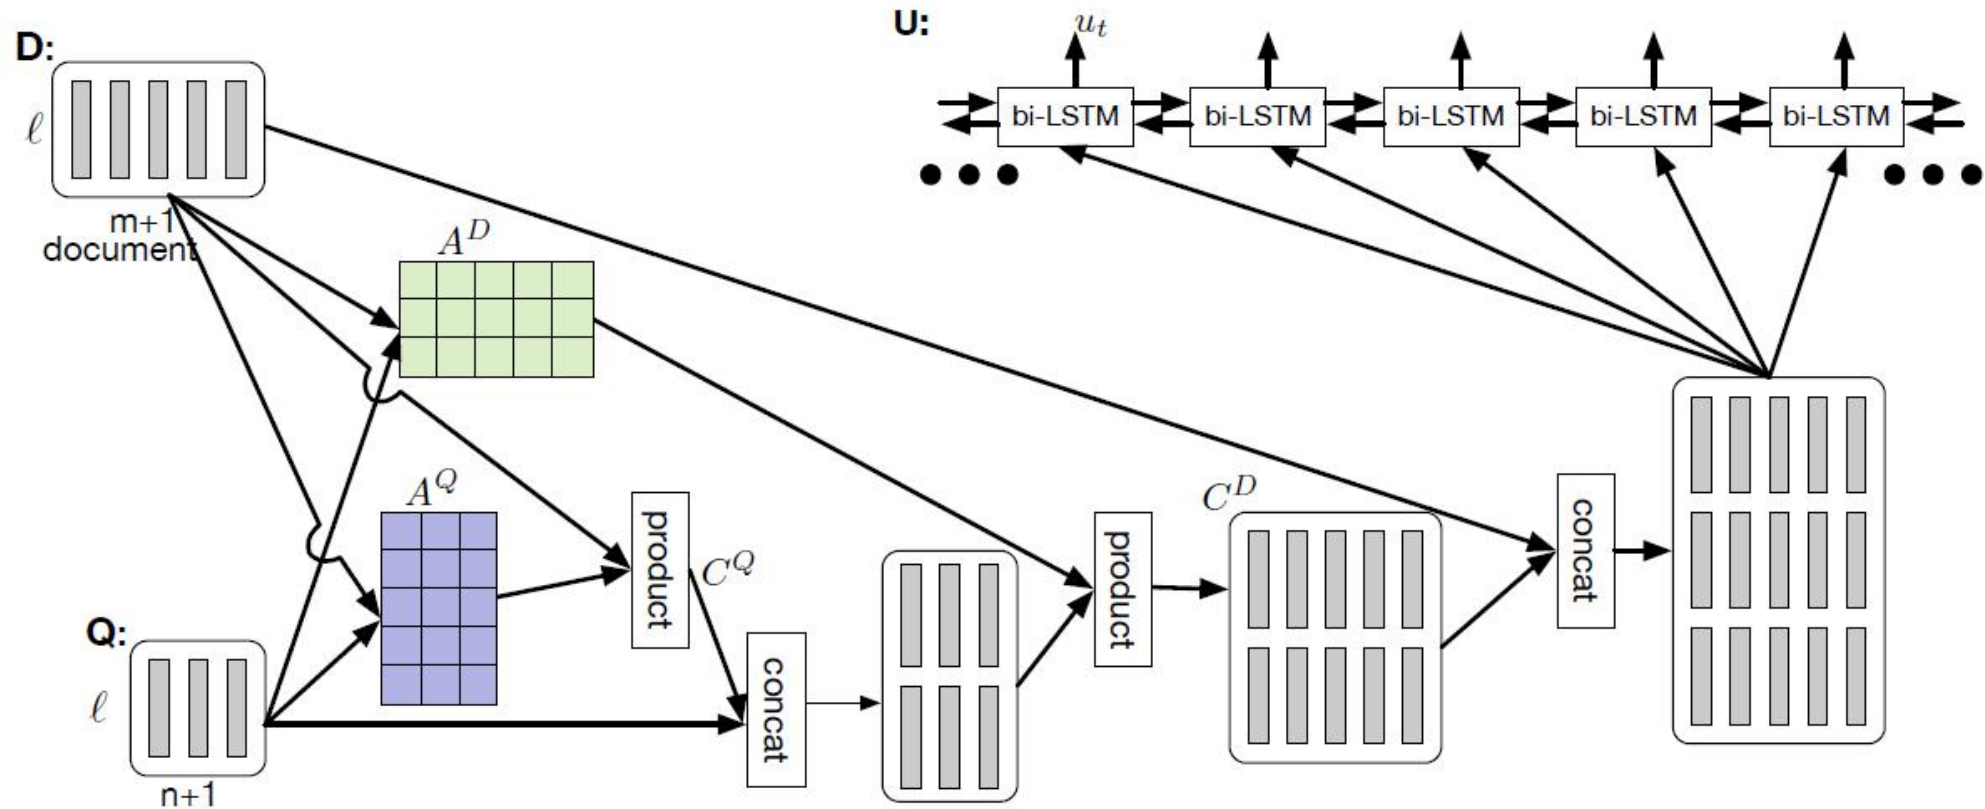 D:
ℓ
m+1
document
U:
u_t
bi-LSTM bi-LSTM bi-LSTM bi-LSTM bi-LSTM
A^D
A^Q
product
C^Q
Q:
ℓ
n+1
concat
product
C^D
concat